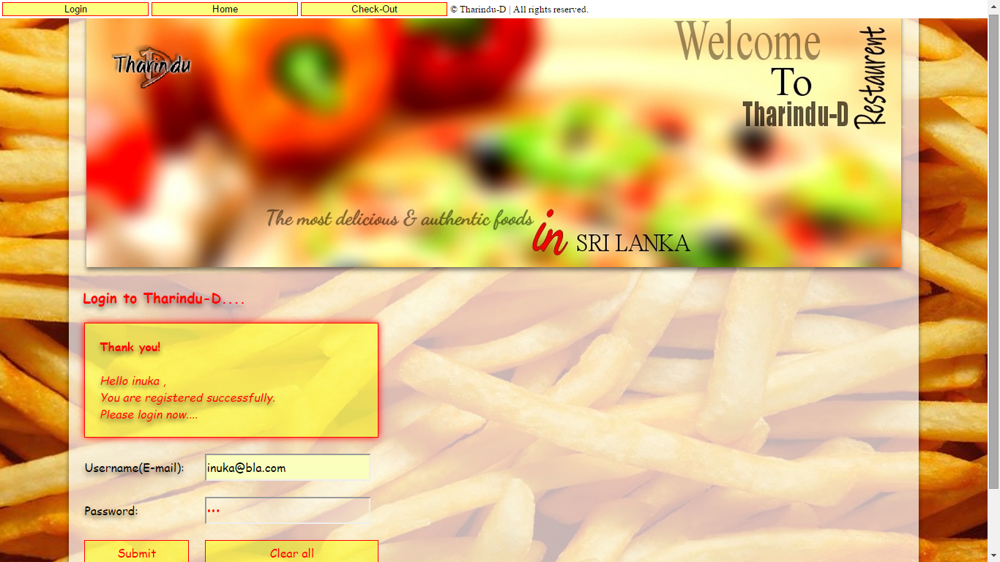 Login Home Check-Out © Tharindu-D | All rights reserved.
Tharindu D
Welcome
To
Tharindu-D Restaurent
The most delicious & authentic foods in SRI LANKA
Login to Tharindu-D....
Thank you!
Hello inuka ,
You are registered successfully.
Please login now....
Username(E-mail): inuka@bla.com
Password: •••
Submit Clear all